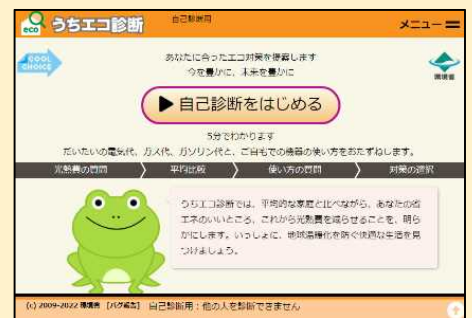 eco うちエコ診断 自己診断用 メニュー
COOL CHOICE
あなたに合ったエコ対策を提案します
今を豊かに、未来を豊かに
環境省
▶自己診断をはじめる
5分でわかります
だいたいの電気代、ガス代、ガソリン代と、ご自宅での機器の使い方をおたずねします。
光熱費の質問 平均比較 使い方の質問 対策の選択
うちエコ診断では、平均的な家庭と比べながら、あなたの省
エネのいいところ、これから光熱費を減らせることを、明ら
かにします。いっしょに、地球温暖化を防ぐ快適な生活を見
つけましょう。
(c) 2009-2022 環境省 [バグ報告] 自己診断用：他の人を診断できません